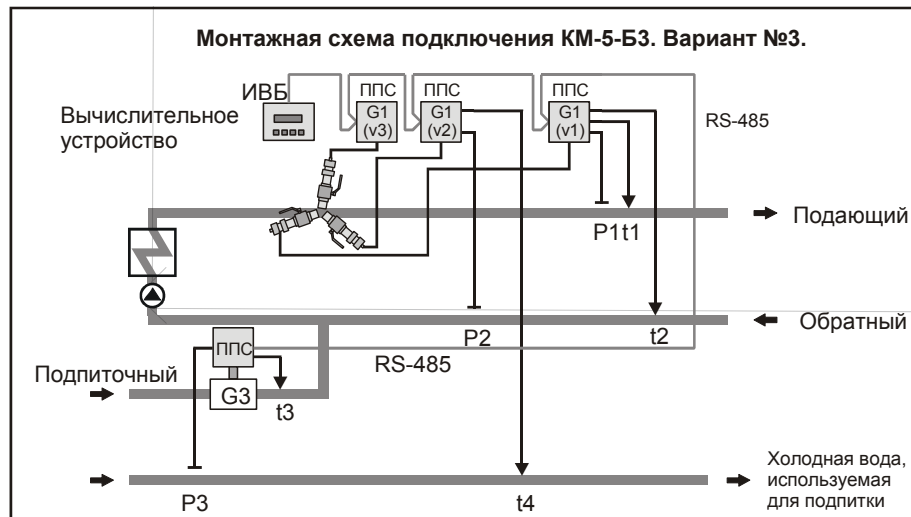 Монтажная схема подключения КМ-5-Б3. Вариант №3.
ИВБ
ППС
ППС
ППС
Вычислительное
устройство
G1
(v3)
G1
(v2)
G1
(v1)
RS-485
P1t1
Подающий
P2
t2
Обратный
ППС
RS-485
Подпиточный
G3
t3
P3
t4
Холодная вода,
используемая
для подпитки